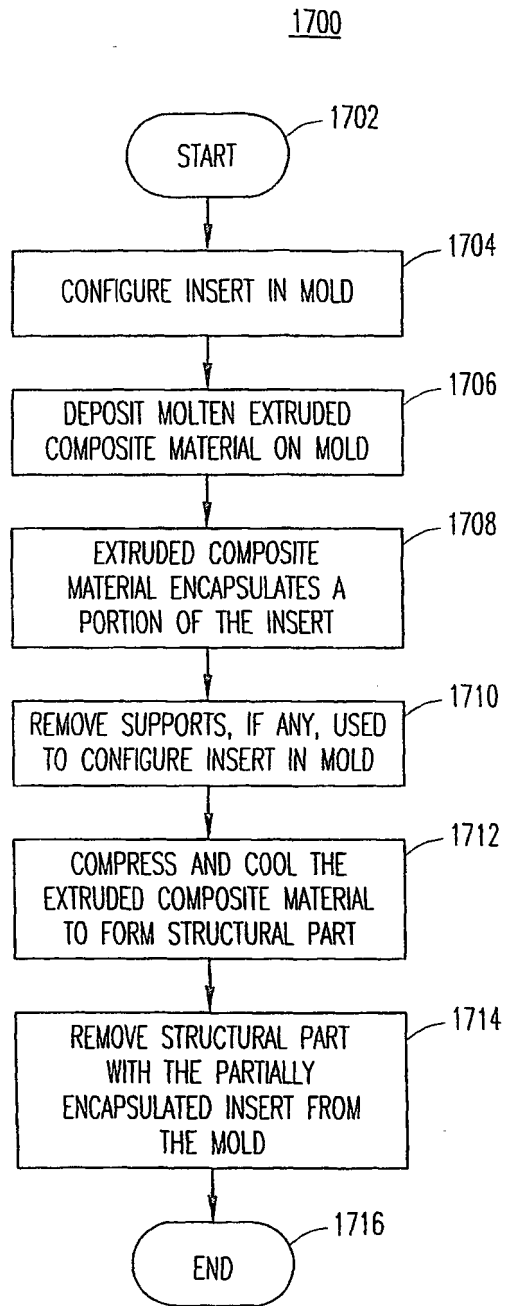 1700
1702
START
1704
CONFIGURE INSERT IN MOLD
1706
DEPOSIT MOLTEN EXTRUDED
COMPOSITE MATERIAL ON MOLD
1708
EXTRUDED COMPOSITE
MATERIAL ENCAPSULATES A
PORTION OF THE INSERT
1710
REMOVE SUPPORTS, IF ANY, USED
TO CONFIGURE INSERT IN MOLD
1712
COMPRESS AND COOL THE
EXTRUDED COMPOSITE MATERIAL
TO FORM STRUCTURAL PART
1714
REMOVE STRUCTURAL PART
WITH THE PARTIALLY
ENCAPSULATED INSERT FROM
THE MOLD
1716
END